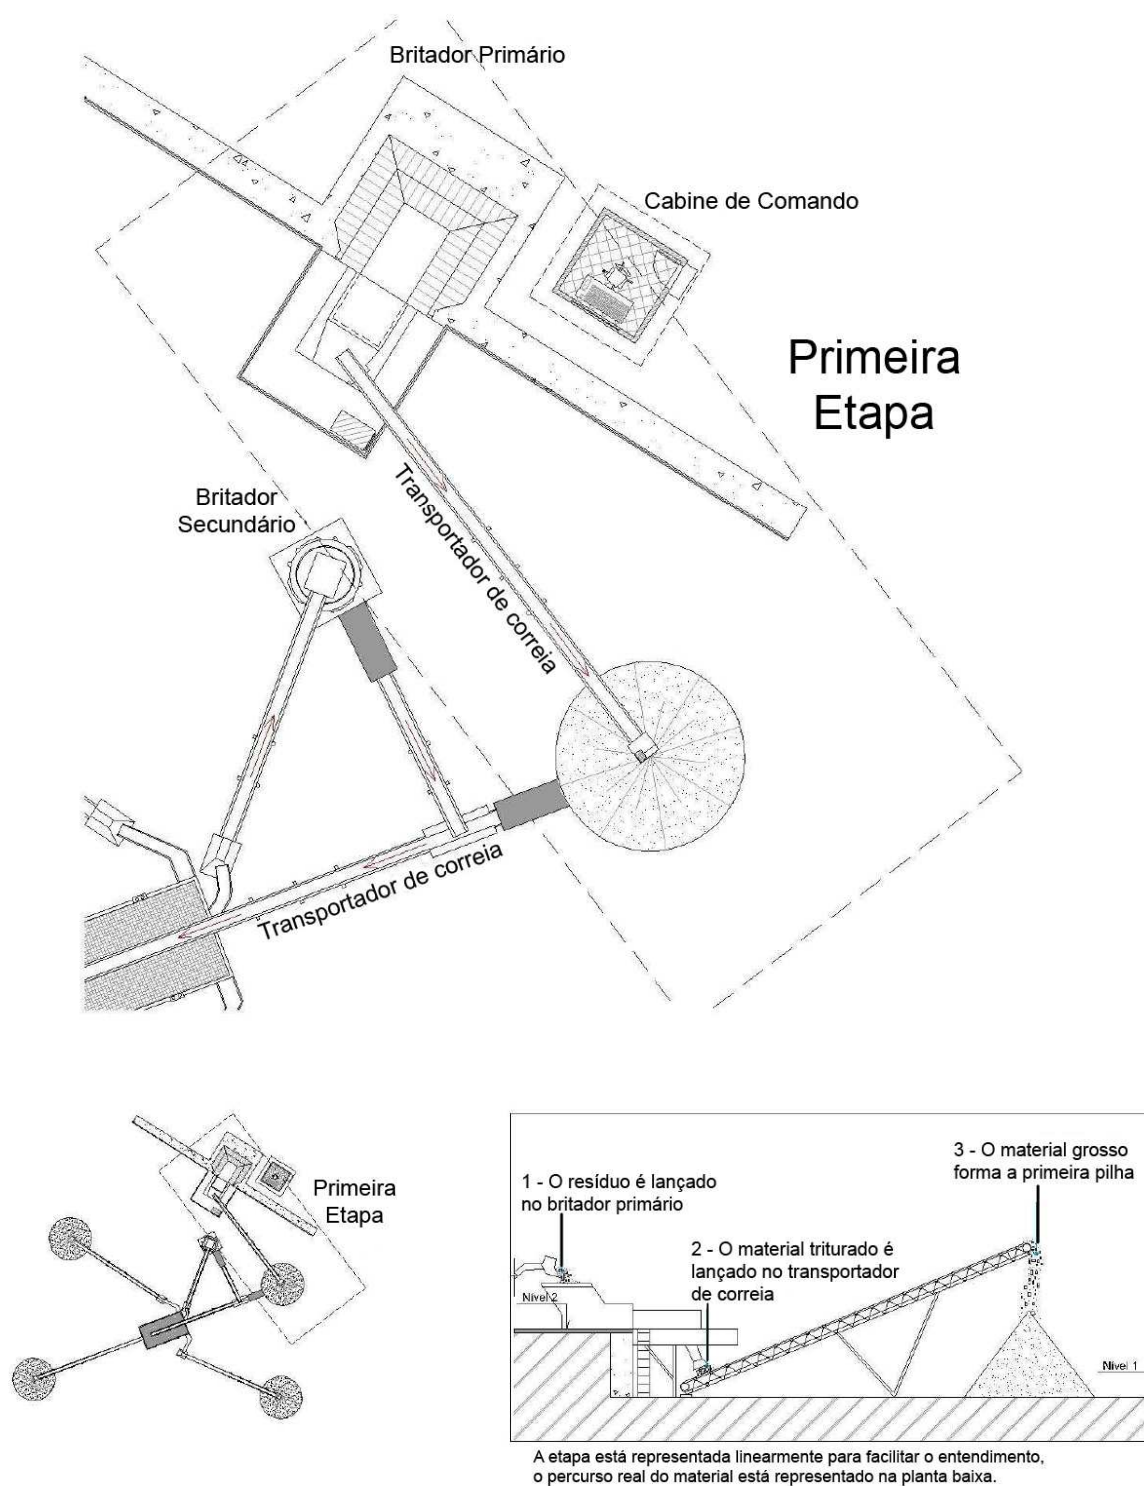 Britador Primário
Cabine de Comando
Primeira
Etapa
Transportador de correia
Britador
Secundário
Transportador de correia
Primeira
Etapa
1 - O resíduo é lançado
no britador primário
2 - O material triturado é
lançado no transportador
de correia
3 - O material grosso
forma a primeira pilha
Nível 2
Nível 1
A etapa está representada linearmente para facilitar o entendimento,
o percurso real do material está representado na planta baixa.